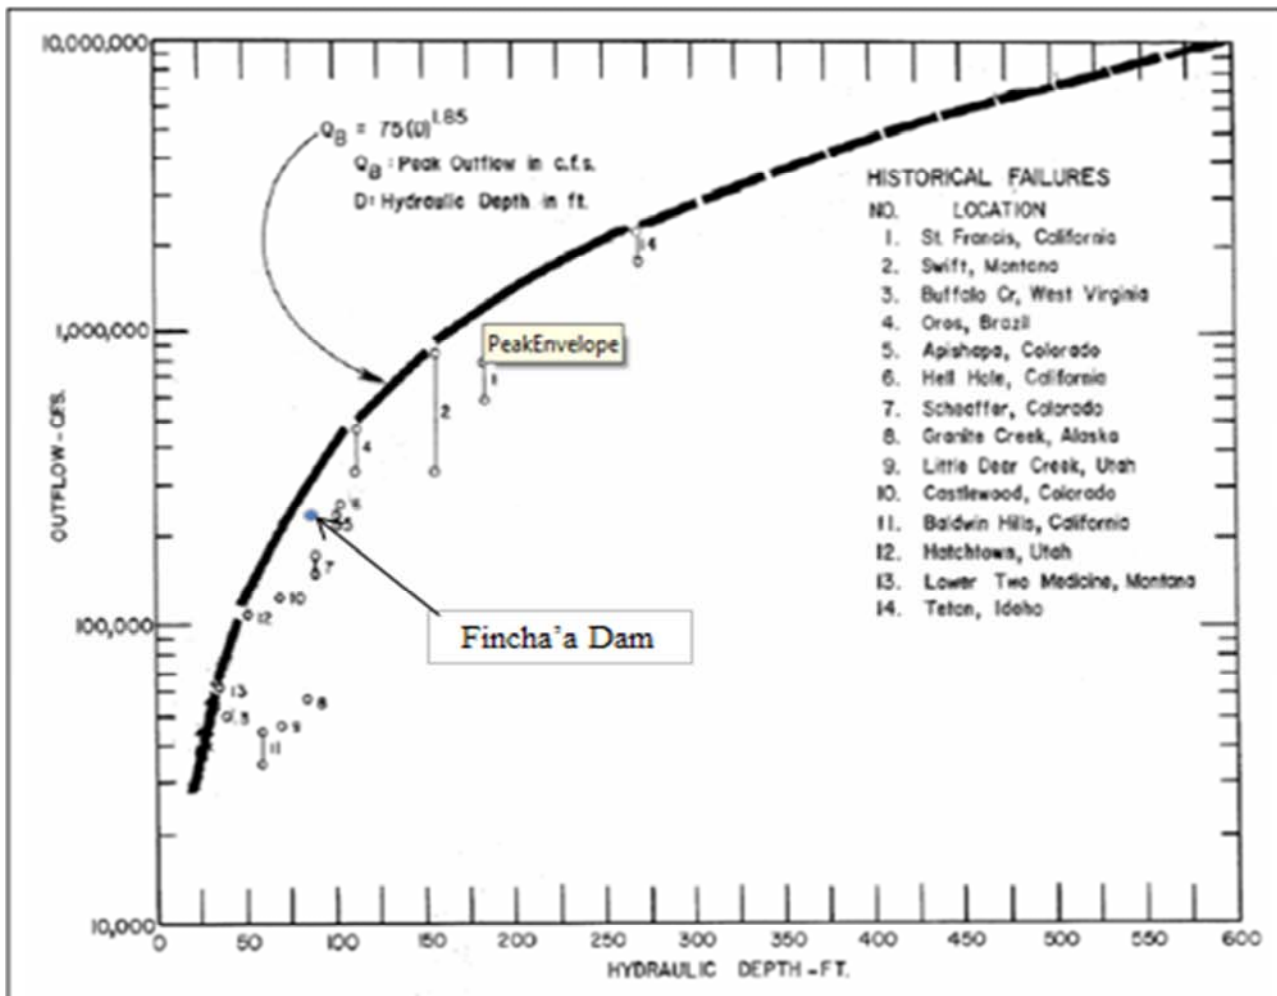 10,000,000
1,000,000
100,000
10,000
OUTFLOW-CFS.
Q_B = 75(D)^1.85
Q_B : Peak Outflow in c.f.s.
D: Hydraulic Depth in ft.
HISTORICAL FAILURES
NO. LOCATION
1. St. Francis, California
2. Swift, Montana
3. Buffalo Cr, West Virginia
4. Oros, Brazil
5. Apishapa, Colorado
6. Hell Hole, California
7. Schaeffer, Colorado
8. Granite Creek, Alaska
9. Little Deer Creek, Utah
10. Castlewood, Colorado
11. Baldwin Hills, California
12. Hatchtown, Utah
13. Lower Two Medicine, Montana
14. Teton, Idaho
14
PeakEnvelope
1
2
4
6
5
7
10
12
Fincha'a Dam
13
3
8
9
11
0 50 100 150 200 250 300 350 400 450 500 550 600
HYDRAULIC DEPTH-FT.